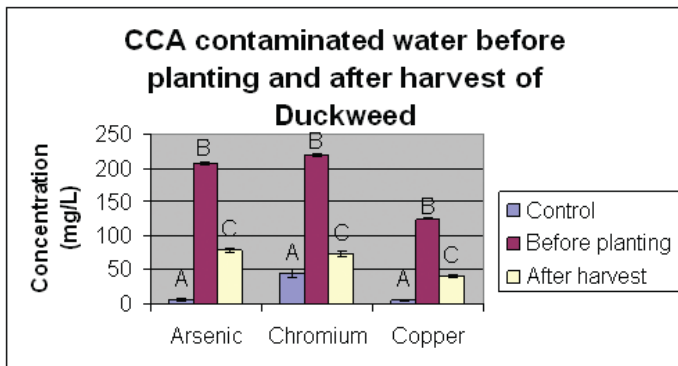 CCA contaminated water before
planting and after harvest of
Duckweed
Concentration
(mg/L)
250
200
150
100
50
0
B
A
C
B
A
C
B
A
C
Arsenic Chromium Copper
Control
Before planting
After harvest